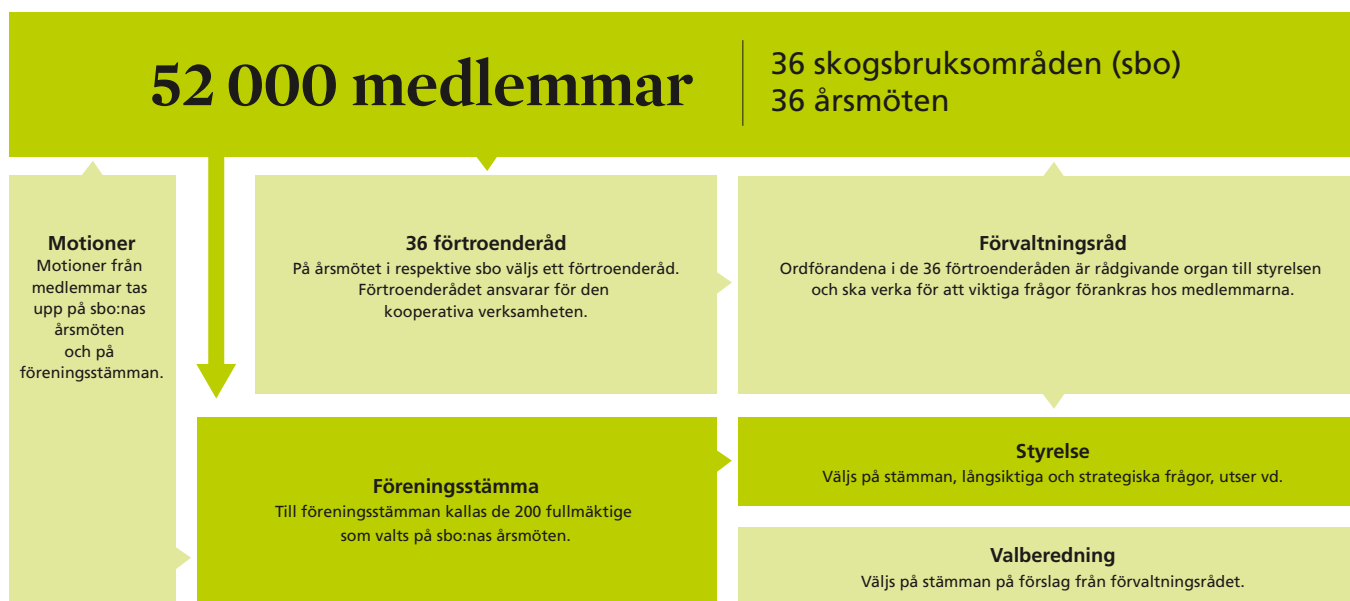 52 000 medlemmar
36 skogsbruksområden (sbo)
36 årsmöten
Motioner
Motioner från
medlemmar tas
upp på sbo:nas
årsmöten
och på
föreningsstämman.
36 förtroenderåd
På årsmötet i respektive sbo väljs ett förtroenderåd.
Förtroenderådet ansvarar för den
kooperativa verksamheten.
Förvaltningsråd
Ordförandena i de 36 förtroenderåden är rådgivande organ till styrelsen
och ska verka för att viktiga frågor förankras hos medlemmarna.
Föreningsstämma
Till föreningsstämman kallas de 200 fullmäktige
som valts på sbo:nas årsmöten.
Styrelse
Väljs på stämman, långsiktiga och strategiska frågor, utser vd.
Valberedning
Väljs på stämman på förslag från förvaltningsrådet.